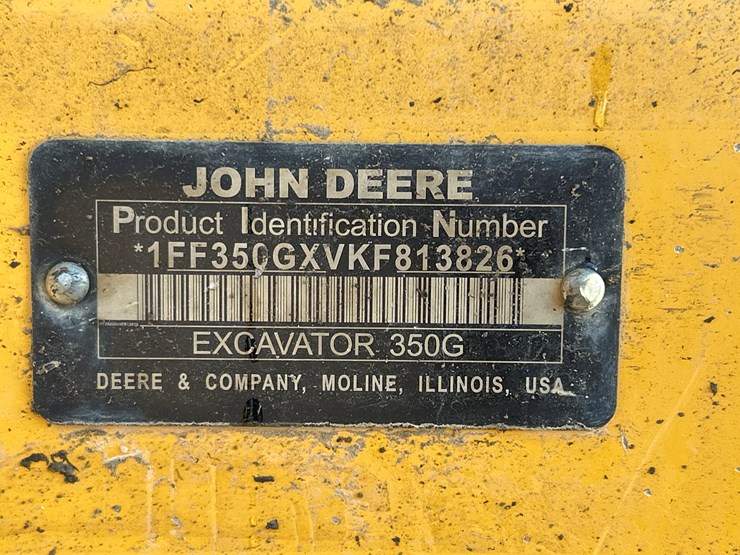 JOHN DEERE
Product Identification Number
*1FF350GXVKF813826*
EXCAVATOR 350G
DEERE & COMPANY, MOLINE, ILLINOIS, USA